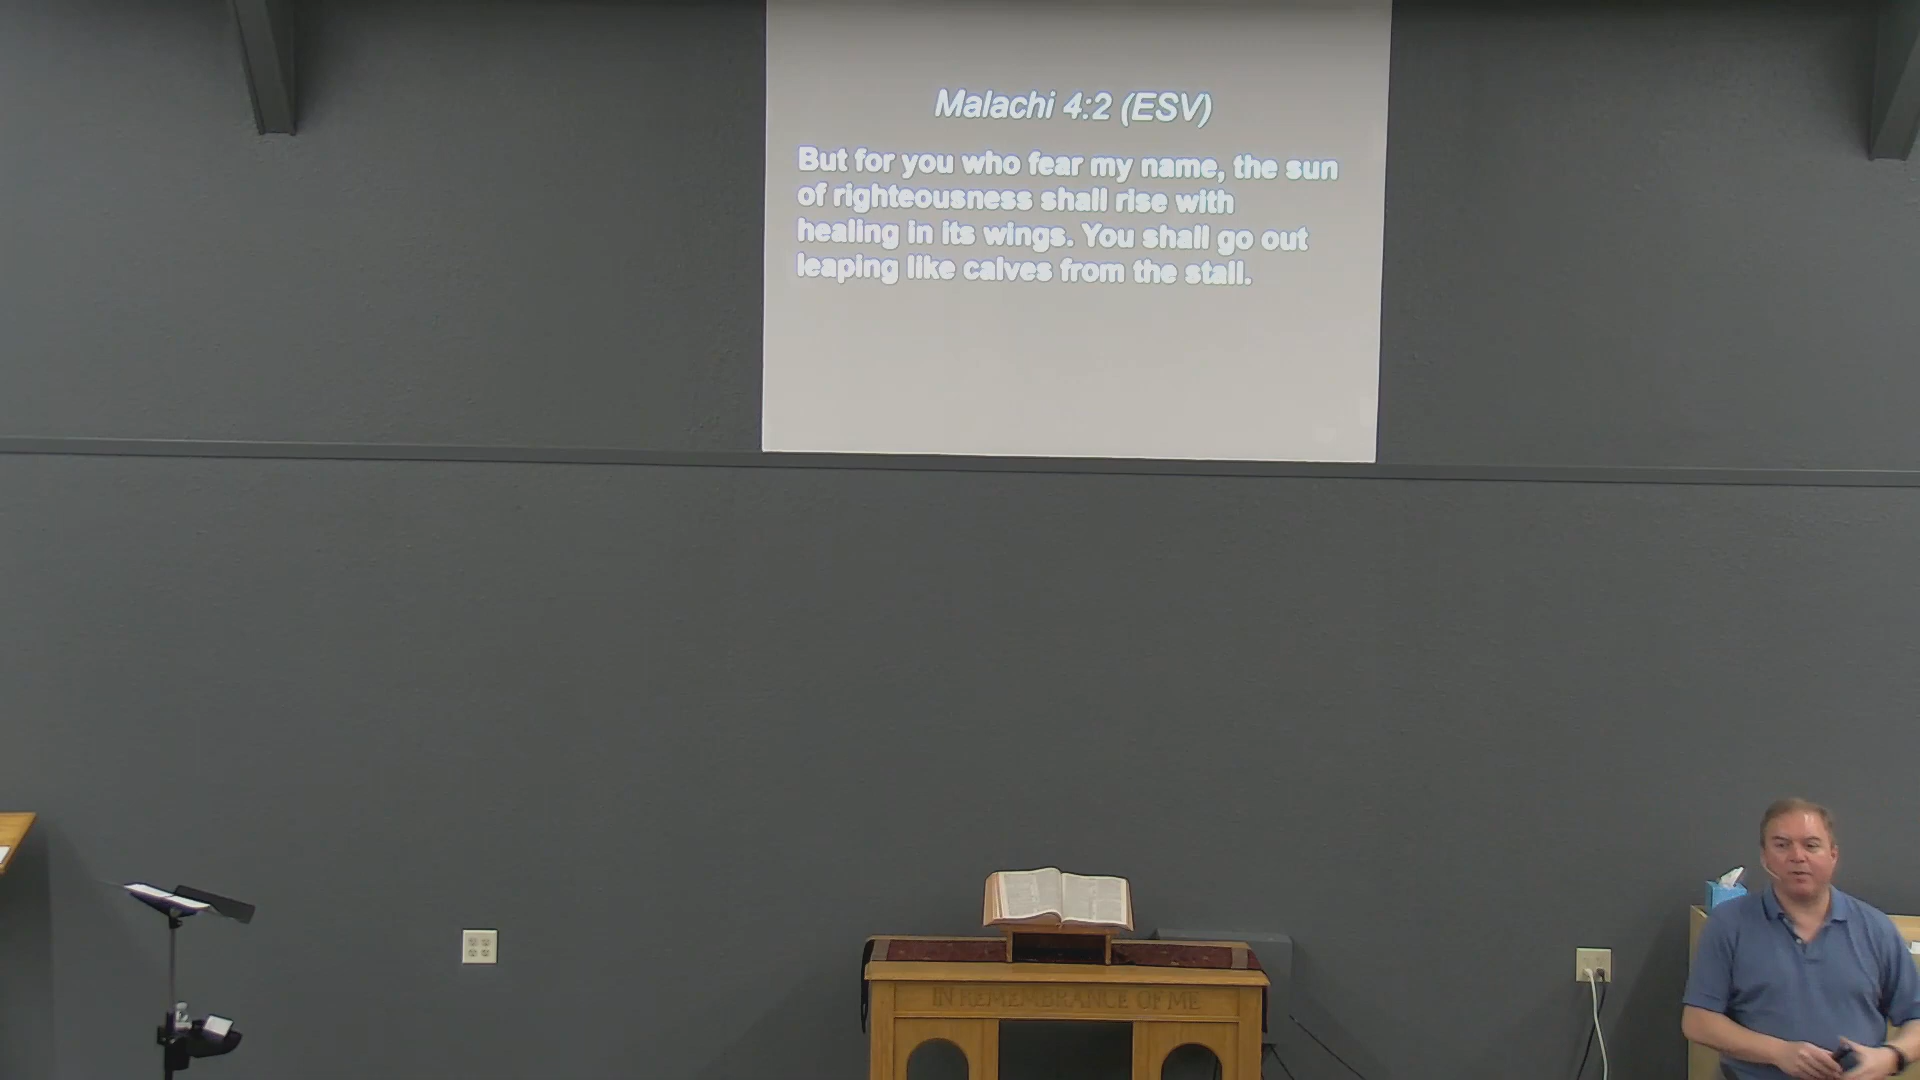 Malachi 4:2 (ESV)
But for you who fear my name, the sun
of righteousness shall rise with
healing in its wings. You shall go out
leaping like calves from the stall.
IN REMEMBRANCE OF ME